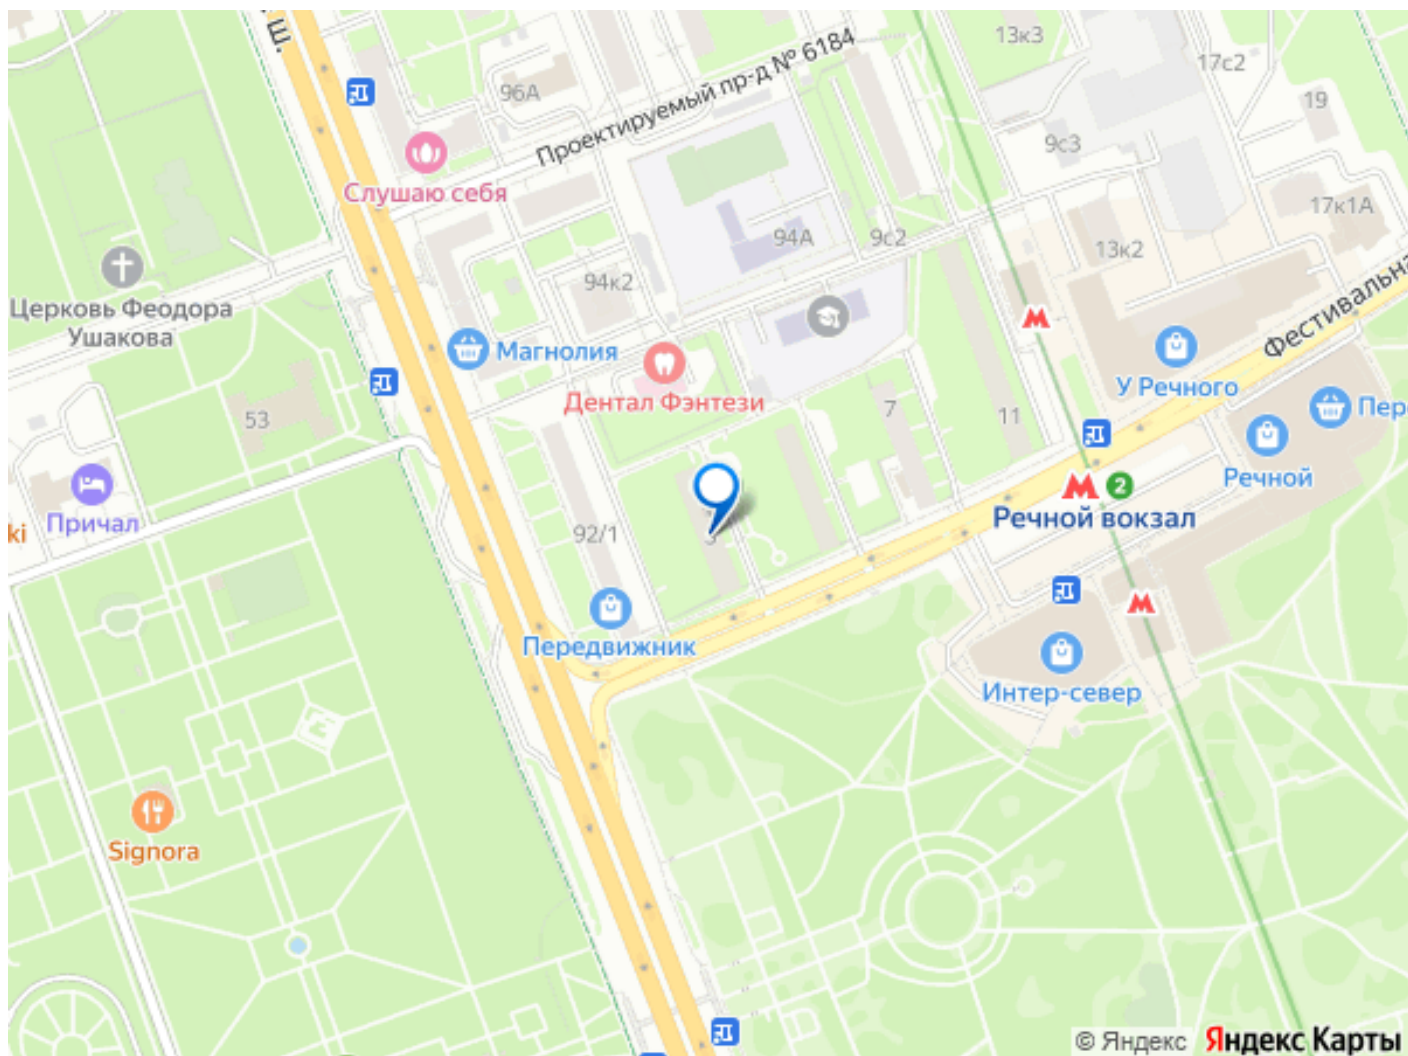 Ш.
96А
Проектируемый пр-д № 6184
13к3
17с2
19
9с3
Слушаю себя
17к1А
94А
9с2
13к2
94к2
Церковь Феодора
Ушакова
Фестивальна
Магнолия
У Речного
Дентал Фэнтези
7
11
Пер
53
Речной
2
Причал
ki
Речной вокзал
92/1
Передвижник
Интер-север
Signora
© Яндекс
Яндекс Карты